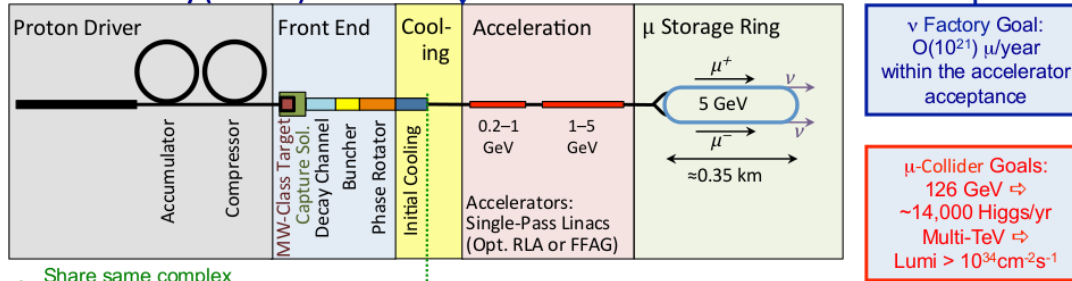 Proton Driver
Accumulator
Compressor
Front End
MW-Class Target
Capture Sol.
Decay Channel
Buncher
Phase Rotator
Cool-
ing
Initial Cooling
Acceleration
0.2–1
GeV
1–5
GeV
Accelerators:
Single-Pass Linacs
(Opt. RLA or FFAG)
μ Storage Ring
μ⁺
ν
5 GeV
μ⁻
ν
≈0.35 km
ν Factory Goal:
O(10²¹) μ/year
within the accelerator
acceptance
μ-Collider Goals:
126 GeV ⇨
~14,000 Higgs/yr
Multi-TeV ⇨
Lumi > 10³⁴cm⁻²s⁻¹
Share same complex